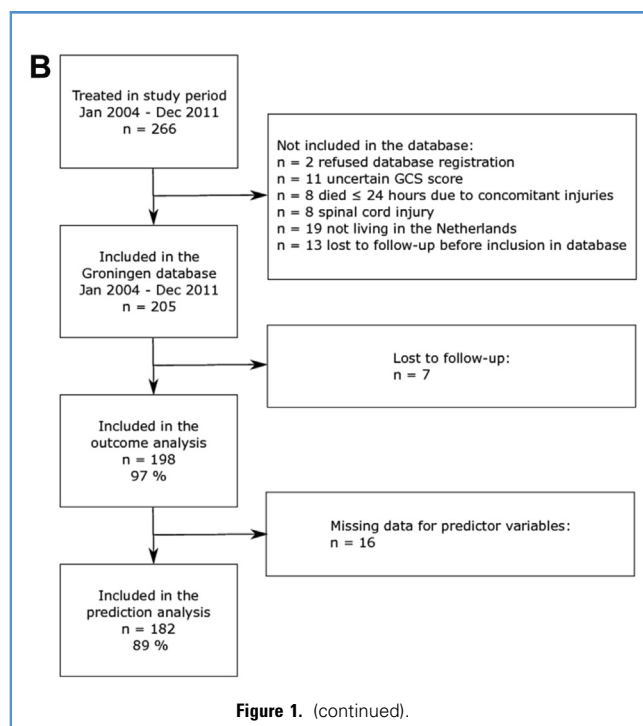 B
Treated in study period
Jan 2004 - Dec 2011
n = 266
Not included in the database:
n = 2 refused database registration
n = 11 uncertain GCS score
n = 8 died ≤ 24 hours due to concomitant injuries
n = 8 spinal cord injury
n = 19 not living in the Netherlands
n = 13 lost to follow-up before inclusion in database
Included in the
Groningen database
Jan 2004 - Dec 2011
n = 205
Lost to follow-up:
n = 7
Included in the
outcome analysis
n = 198
97 %
Missing data for predictor variables:
n = 16
Included in the
prediction analysis
n = 182
89 %
Figure 1. (continued).